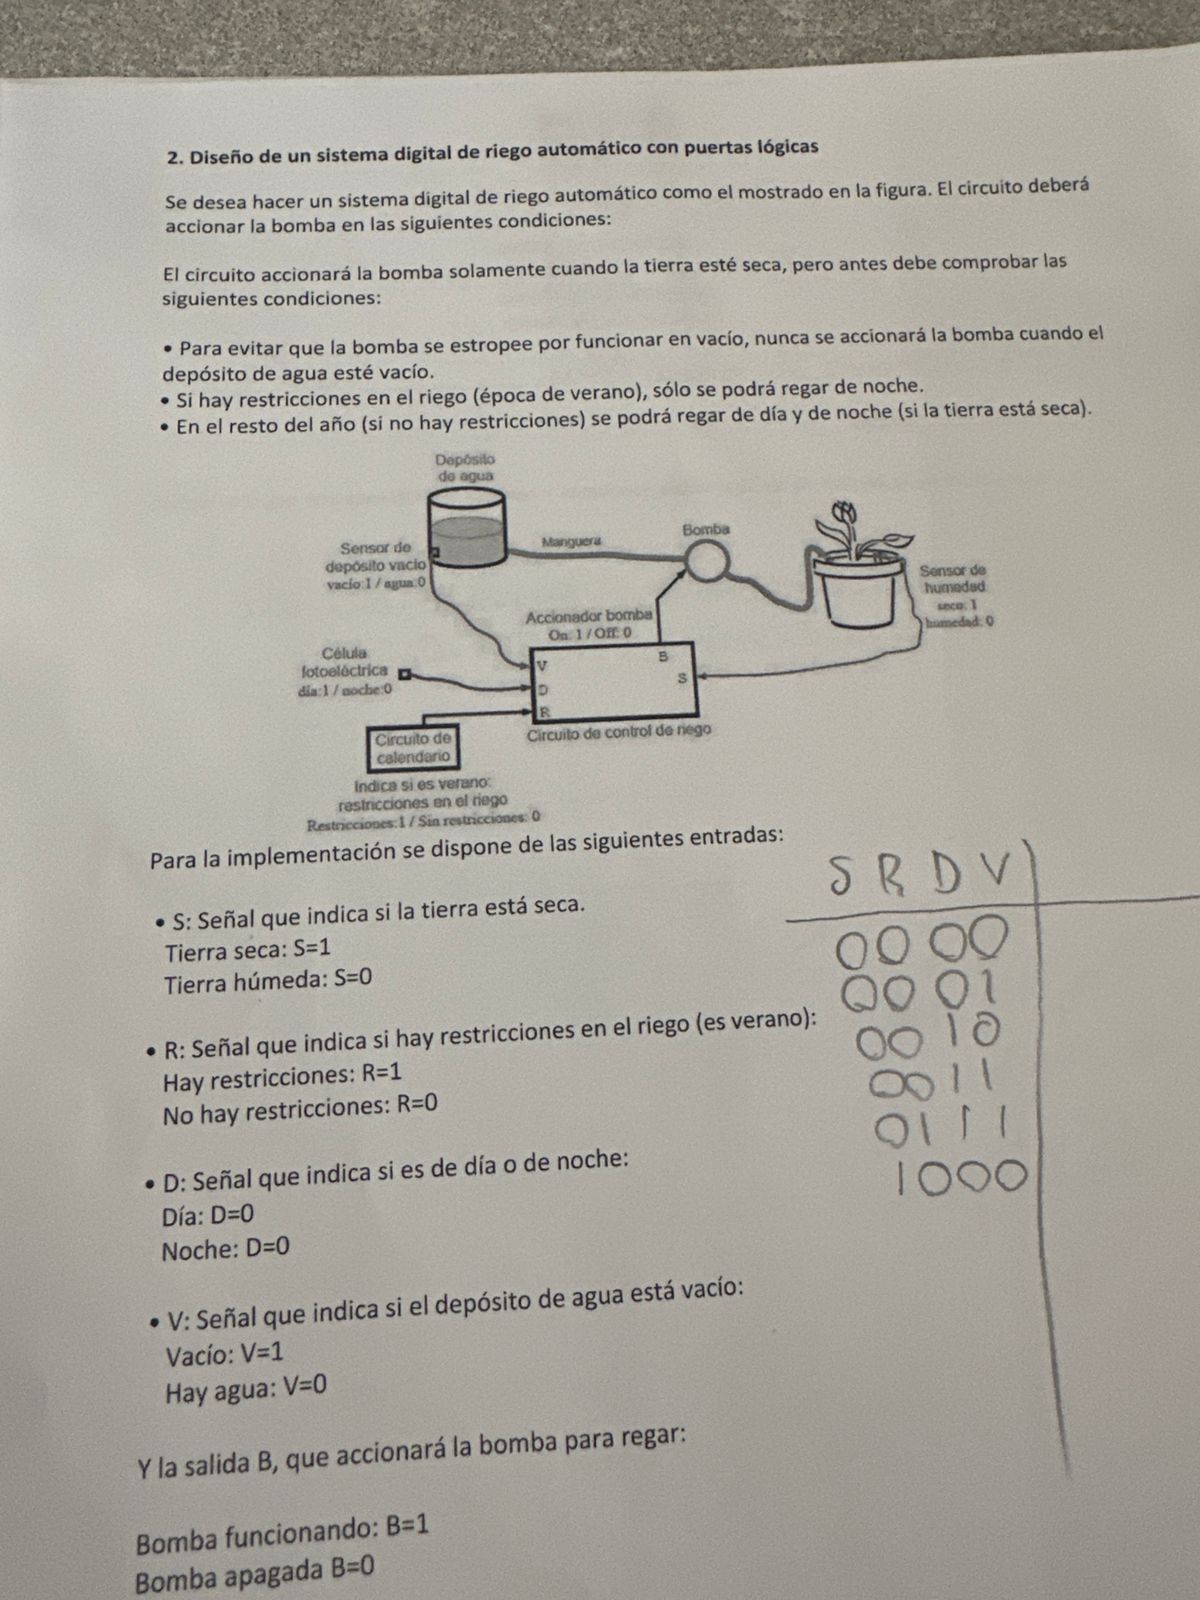 2. Diseño de un sistema digital de riego automático con puertas lógicas
Se desea hacer un sistema digital de riego automático como el mostrado en la figura. El circuito deberá
accionar la bomba en las siguientes condiciones:
El circuito accionará la bomba solamente cuando la tierra esté seca, pero antes debe comprobar las
siguientes condiciones:
• Para evitar que la bomba se estropee por funcionar en vacío, nunca se accionará la bomba cuando el
depósito de agua esté vacío.
• Si hay restricciones en el riego (época de verano), sólo se podrá regar de noche.
• En el resto del año (si no hay restricciones) se podrá regar de día y de noche (si la tierra está seca).
Depósito
de agua
Sensor de
depósito vacío
vacío:1 / agua:0
Manguera
Bomba
Sensor de
humedad
seco: 1
humedad: 0
Accionador bomba
On: 1 / Off: 0
Célula
fotoeléctrica
día:1 / noche:0
V
D
R
B
S
Circuito de
calendario
Circuito de control de riego
Indica si es verano:
restricciones en el riego
Restricciones:1 / Sin restricciones: 0
Para la implementación se dispone de las siguientes entradas:
• S: Señal que indica si la tierra está seca.
Tierra seca: S=1
Tierra húmeda: S=0
• R: Señal que indica si hay restricciones en el riego (es verano):
Hay restricciones: R=1
No hay restricciones: R=0
• D: Señal que indica si es de día o de noche:
Día: D=0
Noche: D=0
• V: Señal que indica si el depósito de agua está vacío:
Vacío: V=1
Hay agua: V=0
Y la salida B, que accionará la bomba para regar:
Bomba funcionando: B=1
Bomba apagada B=0
S R D V
0 0 0 0
0 0 0 1
0 0 1 0
0 0 1 1
0 1 1 1
1 0 0 0